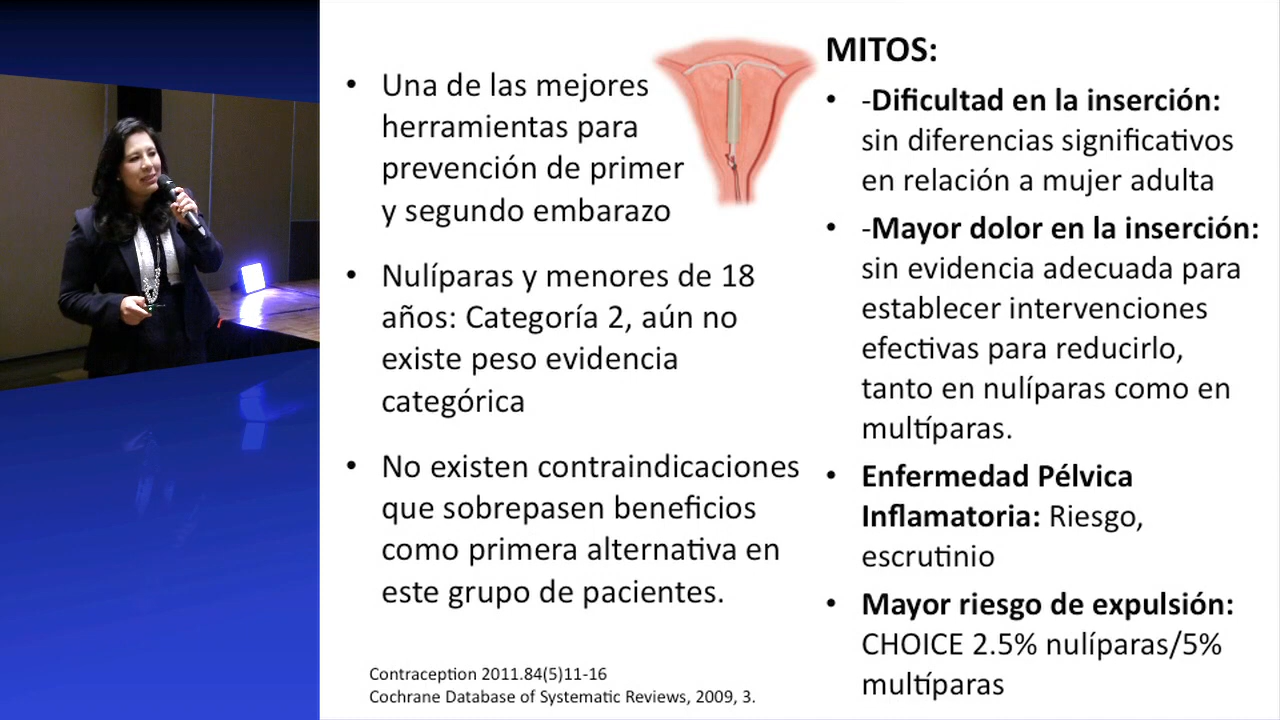 • Una de las mejores
herramientas para
prevención de primer
y segundo embarazo
• Nulíparas y menores de 18
años: Categoría 2, aún no
existe peso evidencia
categórica
• No existen contraindicaciones
que sobrepasen beneficios
como primera alternativa en
este grupo de pacientes.
Contraception 2011.84(5)11-16
Cochrane Database of Systematic Reviews, 2009, 3.
MITOS:
• -Dificultad en la inserción:
sin diferencias significativos
en relación a mujer adulta
• -Mayor dolor en la inserción:
sin evidencia adecuada para
establecer intervenciones
efectivas para reducirlo,
tanto en nulíparas como en
multíparas.
• Enfermedad Pélvica
Inflamatoria: Riesgo,
escrutinio
• Mayor riesgo de expulsión:
CHOICE 2.5% nulíparas/5%
multíparas